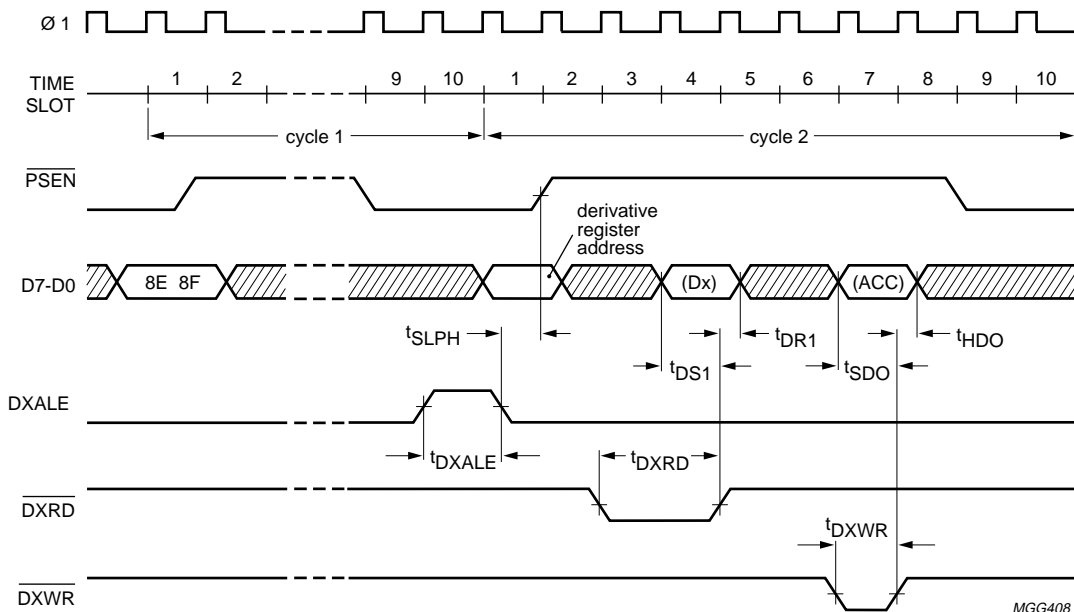 Ø 1
TIME SLOT
1 2 9 10 1 2 3 4 5 6 7 8 9 10
cycle 1 cycle 2
PSEN
derivative
register
address
D7-D0
8E 8F (Dx) (ACC)
tSLPH tDR1 tHDO
tDS1 tSDO
DXALE
tDXALE tDXRD
DXRD
tDXWR
DXWR
MGG408